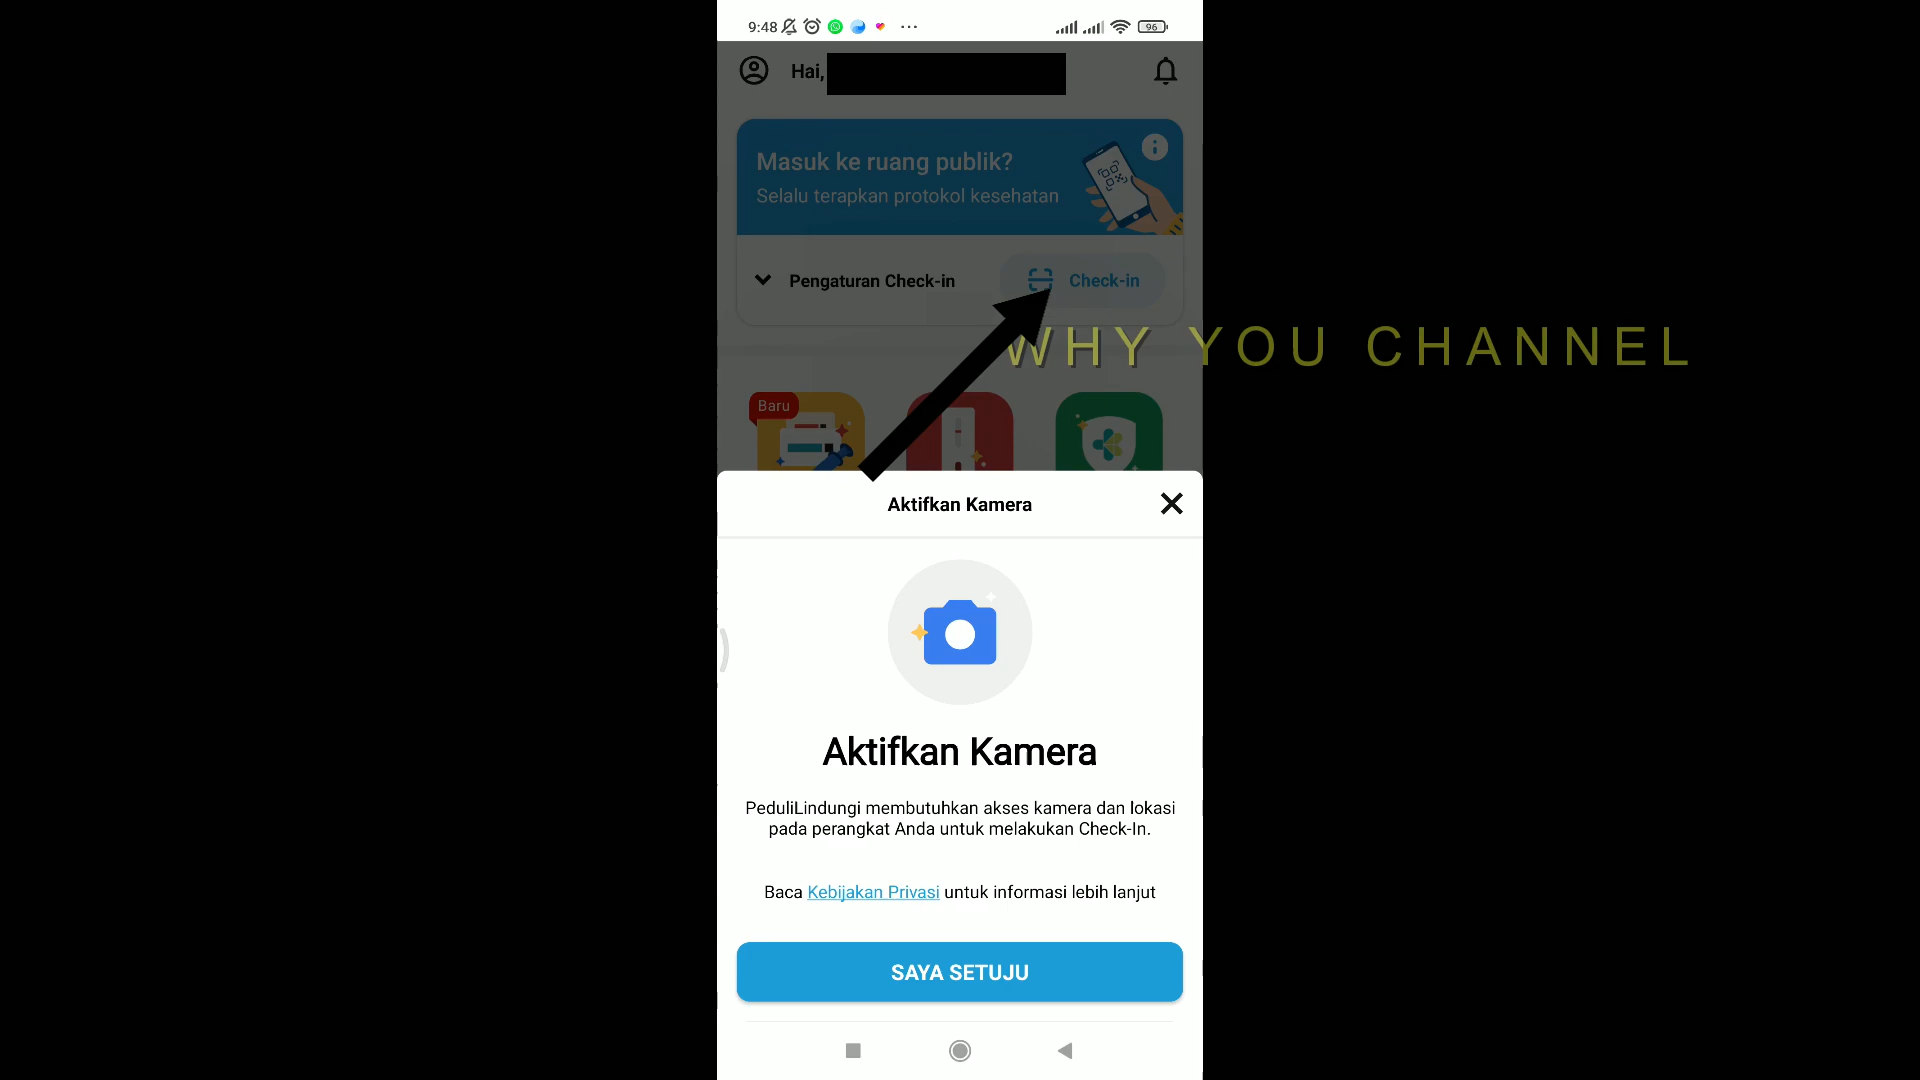 9:48
96
Hai,
Masuk ke ruang publik?
Selalu terapkan protokol kesehatan
Pengaturan Check-in
Check-in
WHY YOU CHANNEL
Baru
Aktifkan Kamera
Aktifkan Kamera
PeduliLindungi membutuhkan akses kamera dan lokasi
pada perangkat Anda untuk melakukan Check-In.
Baca Kebijakan Privasi untuk informasi lebih lanjut
SAYA SETUJU